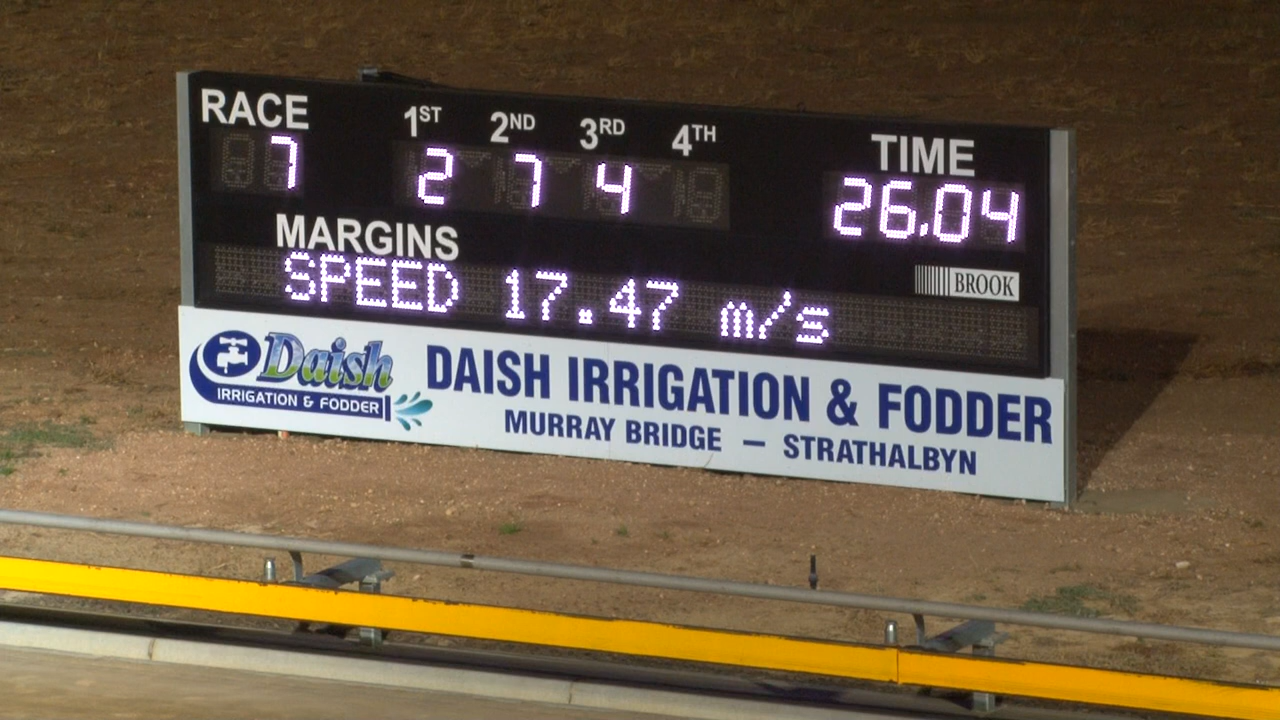 RACE 1ST 2ND 3RD 4TH TIME
7 2 7 4 26.04
MARGINS
SPEED 17.47 m/s
BROOK
Daish
IRRIGATION & FODDER
DAISH IRRIGATION & FODDER
MURRAY BRIDGE — STRATHALBYN